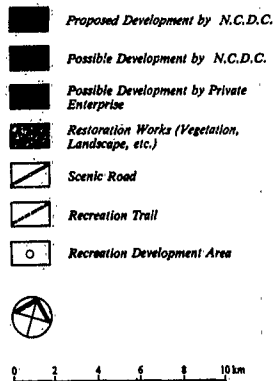 Proposed Development by N.C.D.C.
Possible Development by N.C.D.C.
Possible Development by Private
Enterprise
Restoration Works (Vegetation,
Landscape, etc.)
Scenic Road
Recreation Trail
Recreation Development Area
0 2 4 6 8 10 km